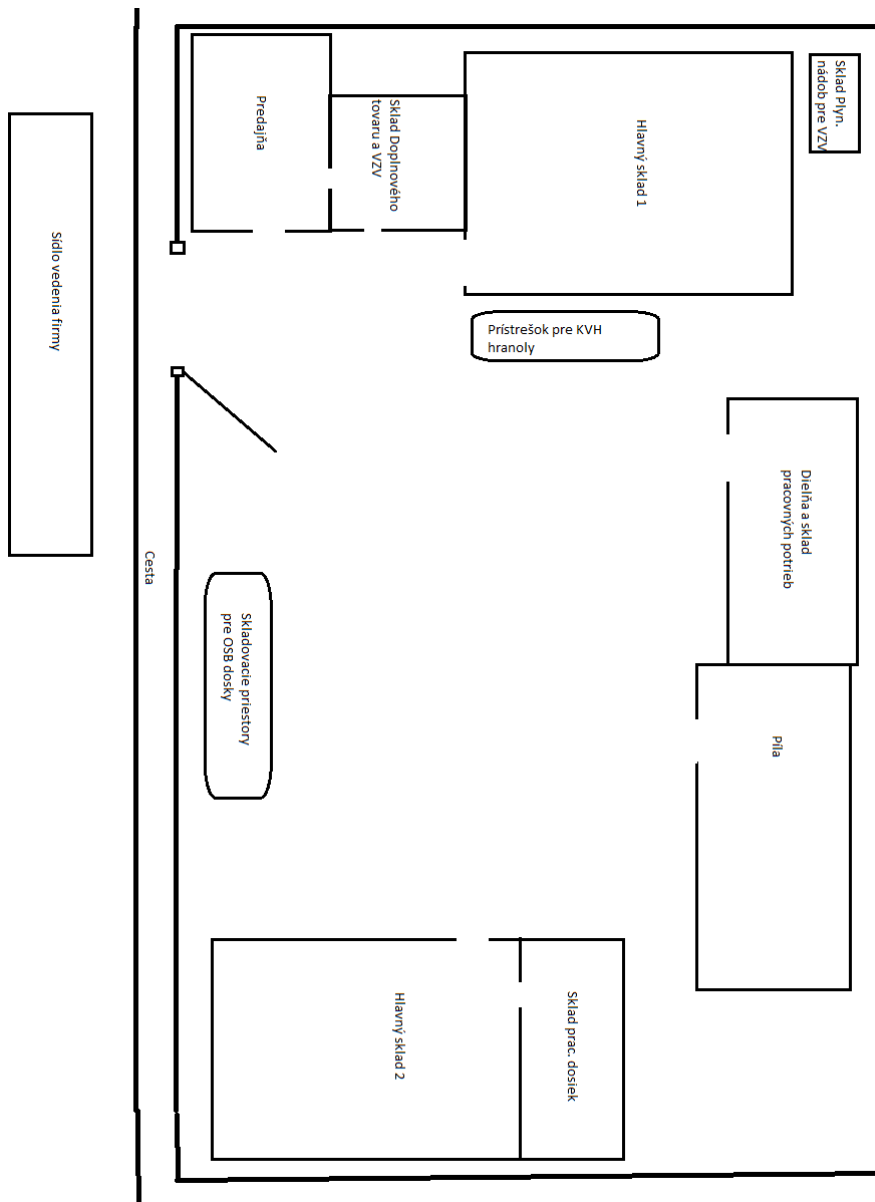 Sklad Plyn.
nádob pre VZV
Predajňa
Sklad Doplnového
tovaru a VZV
Hlavný sklad 1
Sídlo vedenia firmy
Prístrešok pre KVH
hranoly
Dielňa a sklad
pracovných potrieb
Cesta
Skladovacie priestory
pre OSB dosky
Píla
Hlavný sklad 2
Sklad prac. dosiek